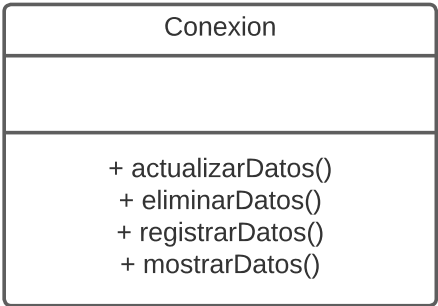 Conexion
+ actualizarDatos()
+ eliminarDatos()
+ registrarDatos()
+ mostrarDatos()